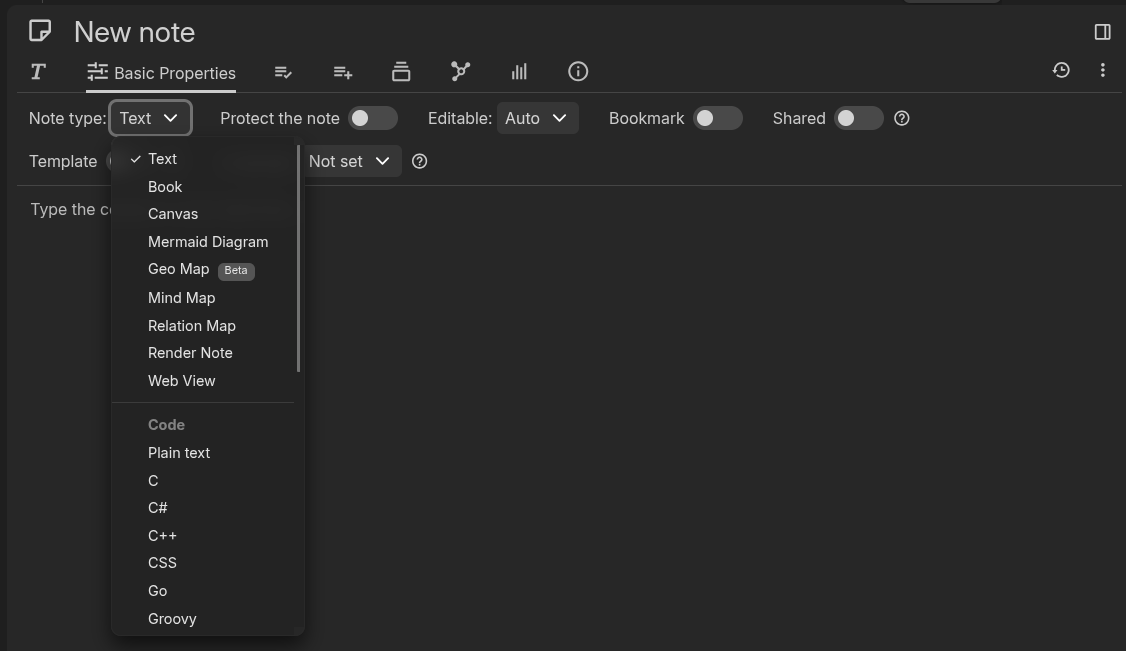 New note
T Basic Properties
Note type: Text Protect the note Editable: Auto Bookmark Shared
Template Not set
Type the c
Text
Book
Canvas
Mermaid Diagram
Geo Map Beta
Mind Map
Relation Map
Render Note
Web View
Code
Plain text
C
C#
C++
CSS
Go
Groovy